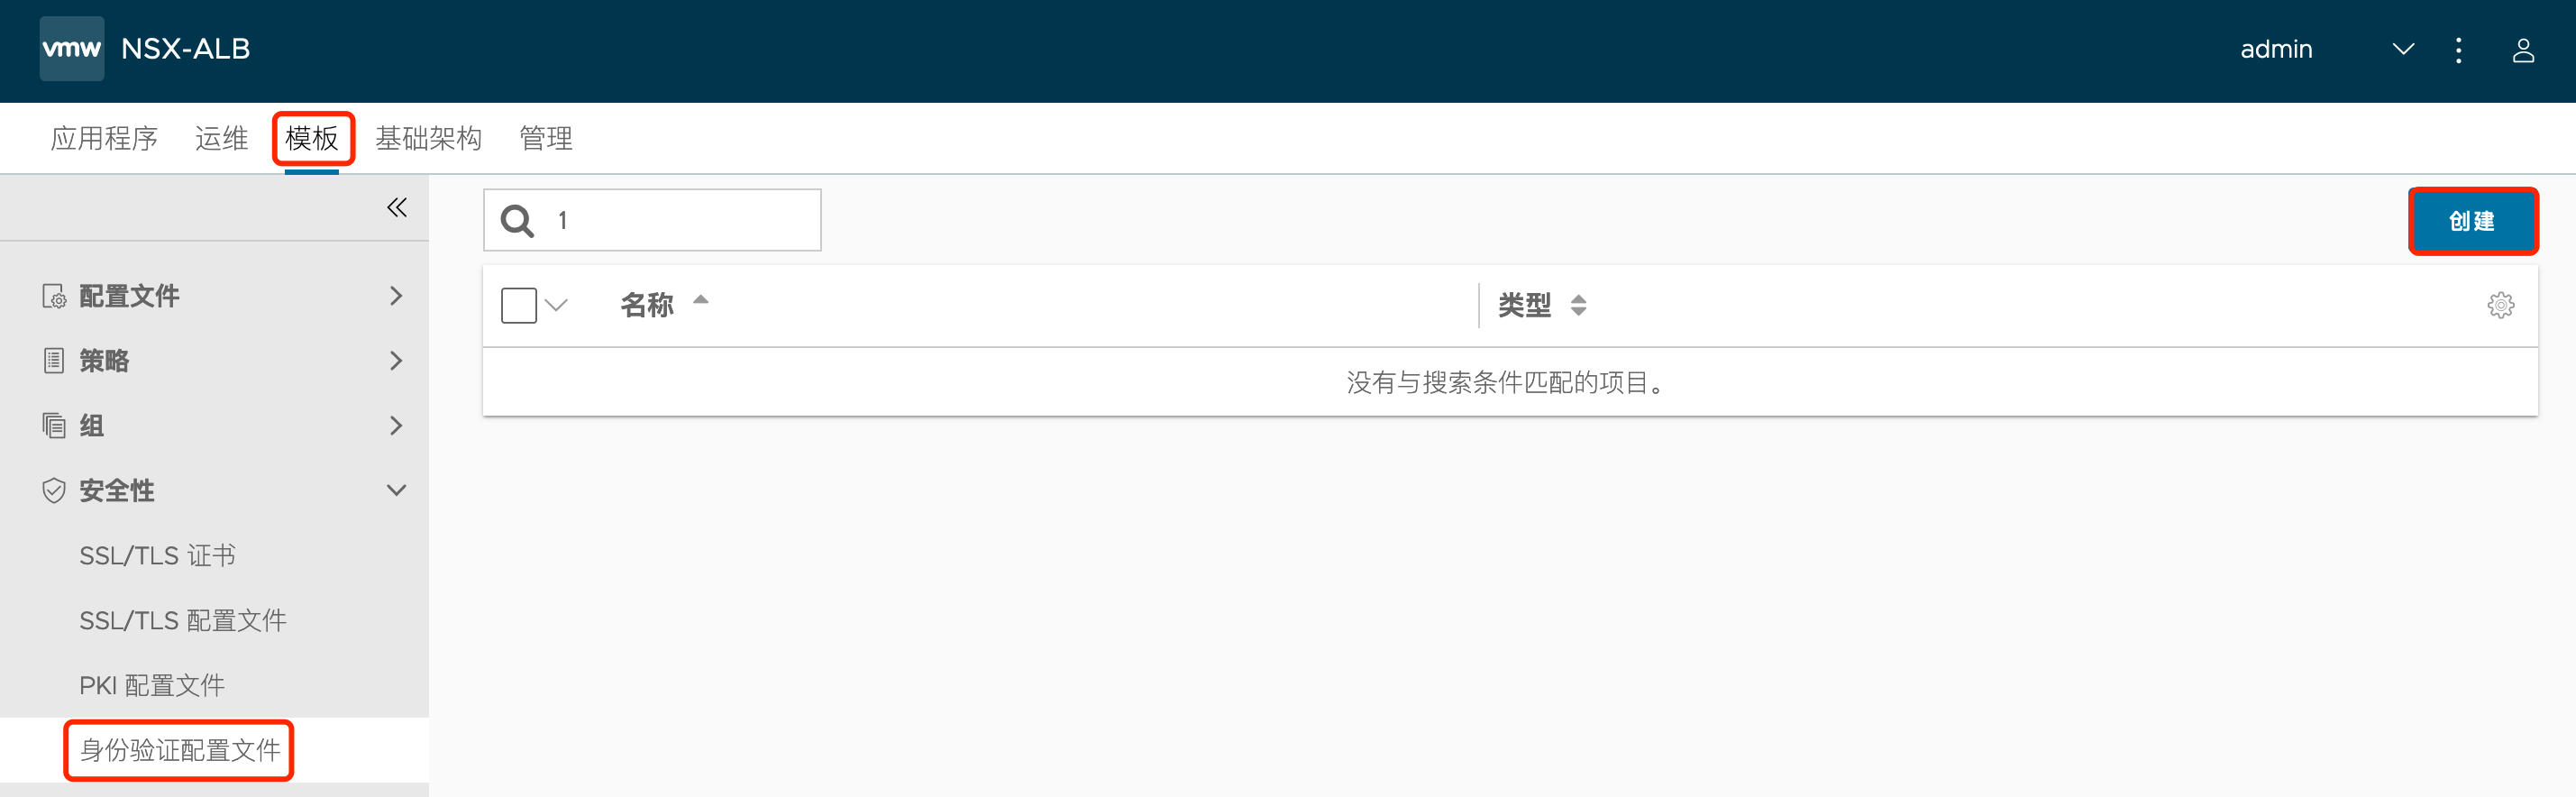 vmw NSX-ALB admin
应用程序 运维 模板 基础架构 管理
1 创建
配置文件 名称 类型
策略 没有与搜索条件匹配的项目。
组
安全性
SSL/TLS 证书
SSL/TLS 配置文件
PKI 配置文件
身份验证配置文件